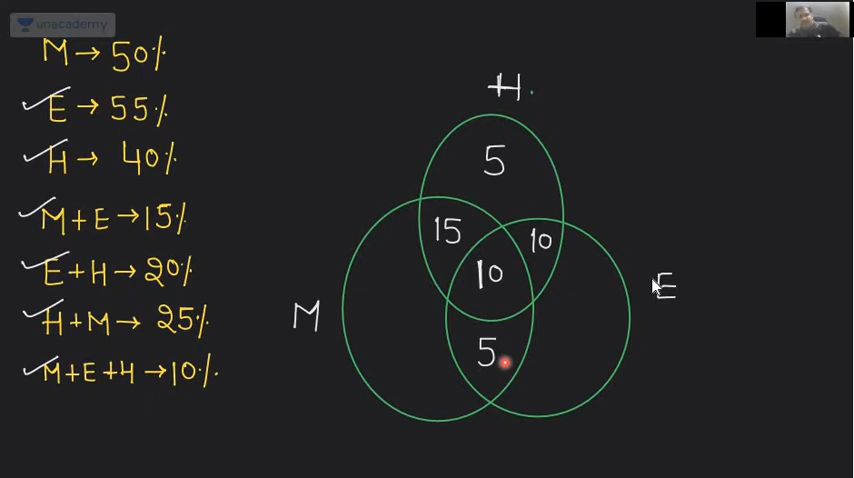 unacademy
M → 50%
E → 55%
H → 40%
M + E → 15%
E + H → 20%
H + M → 25%
M + E + H → 10%.
H.
5
15
10
10
E
M
5